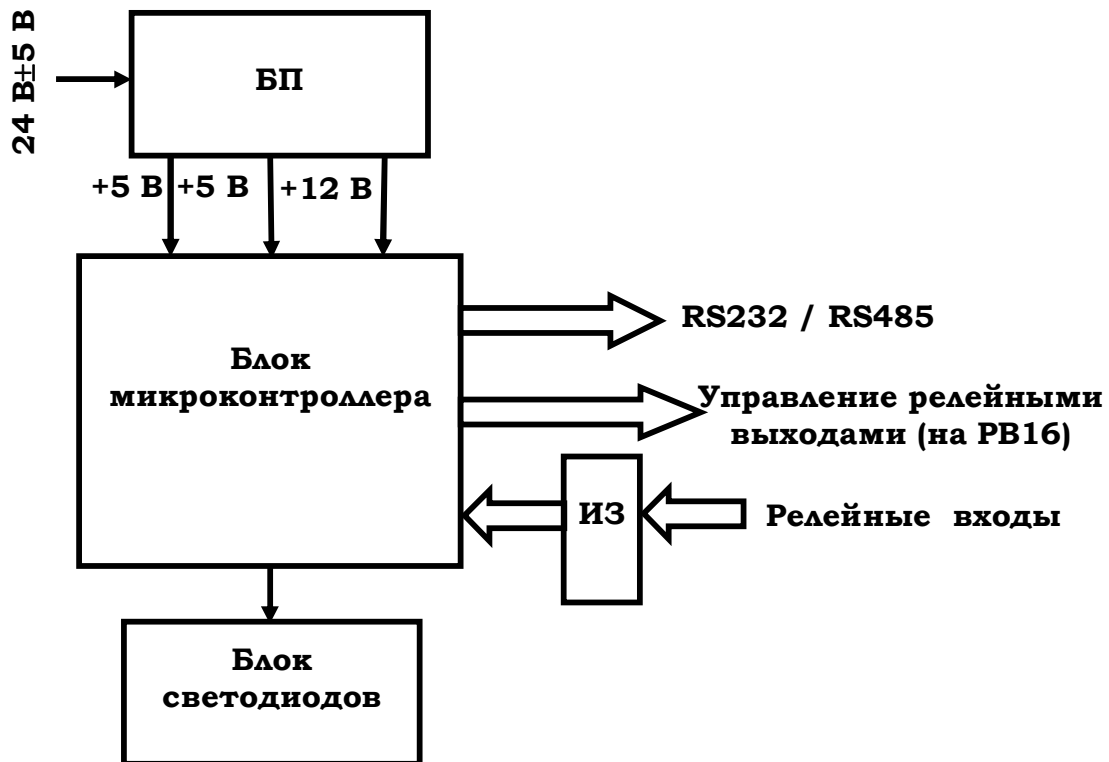 24 В±5 В
БП
+5 В +5 В +12 В
RS232 / RS485
Блок
микроконтроллера
Управление релейными
выходами (на РВ16)
ИЗ
Релейные входы
Блок
светодиодов